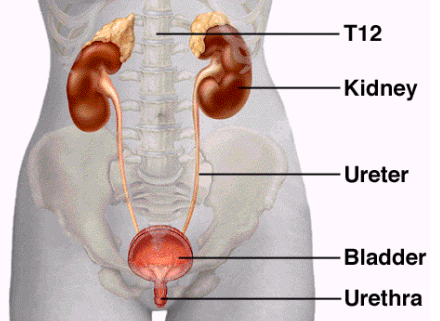 T12
Kidney
Ureter
Bladder
Urethra